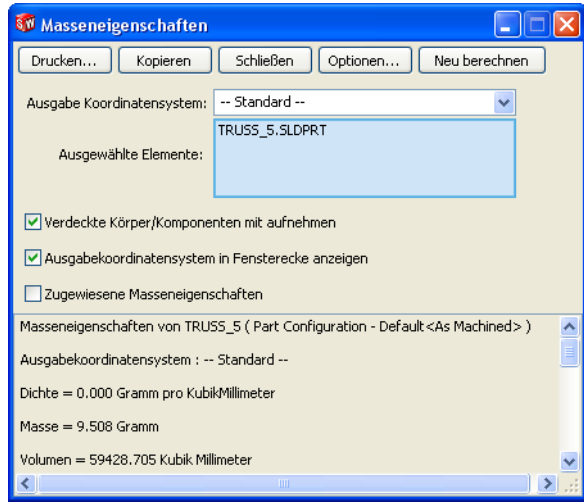 Masseneigenschaften
Drucken... Kopieren Schließen Optionen... Neu berechnen
Ausgabe Koordinatensystem: -- Standard --
TRUSS_5.SLDPRT
Ausgewählte Elemente:
Verdeckte Körper/Komponenten mit aufnehmen
Ausgabekoordinatensystem in Fensterecke anzeigen
Zugewiesene Masseneigenschaften
Masseneigenschaften von TRUSS_5 ( Part Configuration - Default<As Machined> )
Ausgabekoordinatensystem : -- Standard --
Dichte = 0.000 Gramm pro KubikMillimeter
Masse = 9.508 Gramm
Volumen = 59428.705 Kubik Millimeter